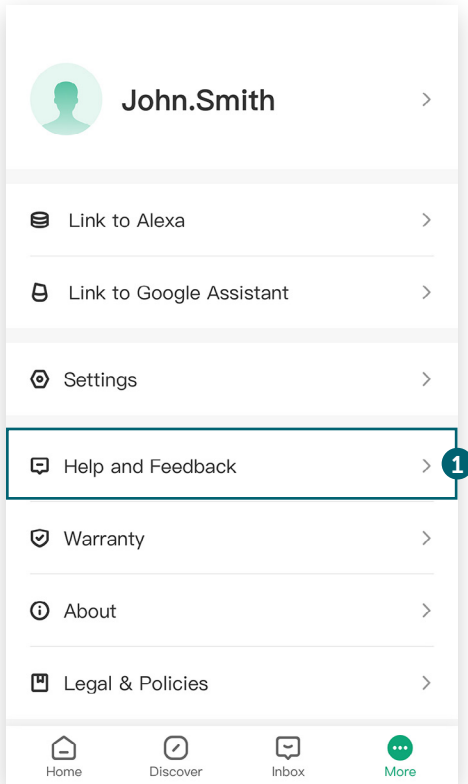 John.Smith
Link to Alexa
Link to Google Assistant
Settings
Help and Feedback
1
Warranty
About
Legal & Policies
Home Discover Inbox More